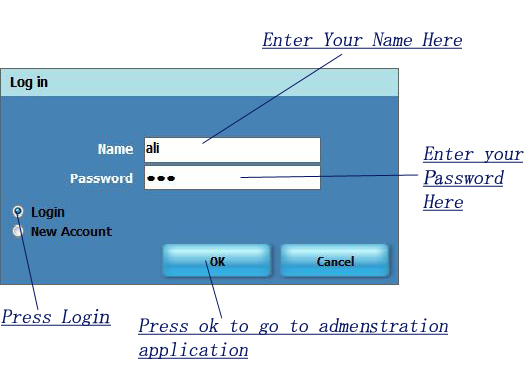 Enter Your Name Here
Log in
Name ali
Password ●●●
Enter your
Password
Here
Login
New Account
OK Cancel
Press Login
Press ok to go to admenstration
application